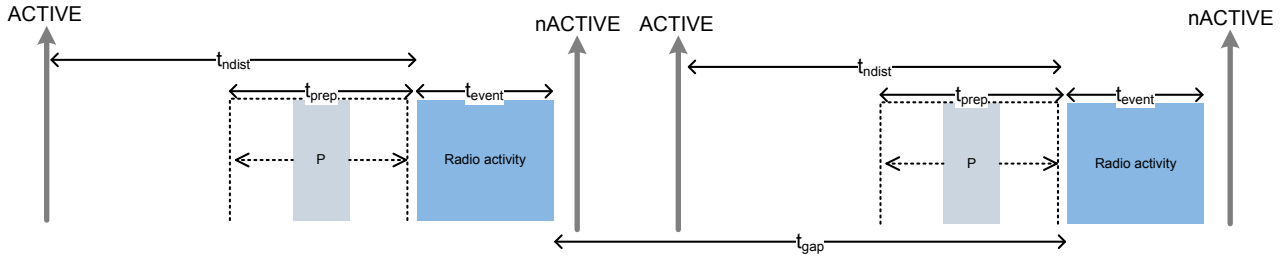 ACTIVE
nACTIVE
ACTIVE
nACTIVE
tndist
tndist
tprep
tevent
tprep
tevent
P
Radio activity
P
Radio activity
tgap